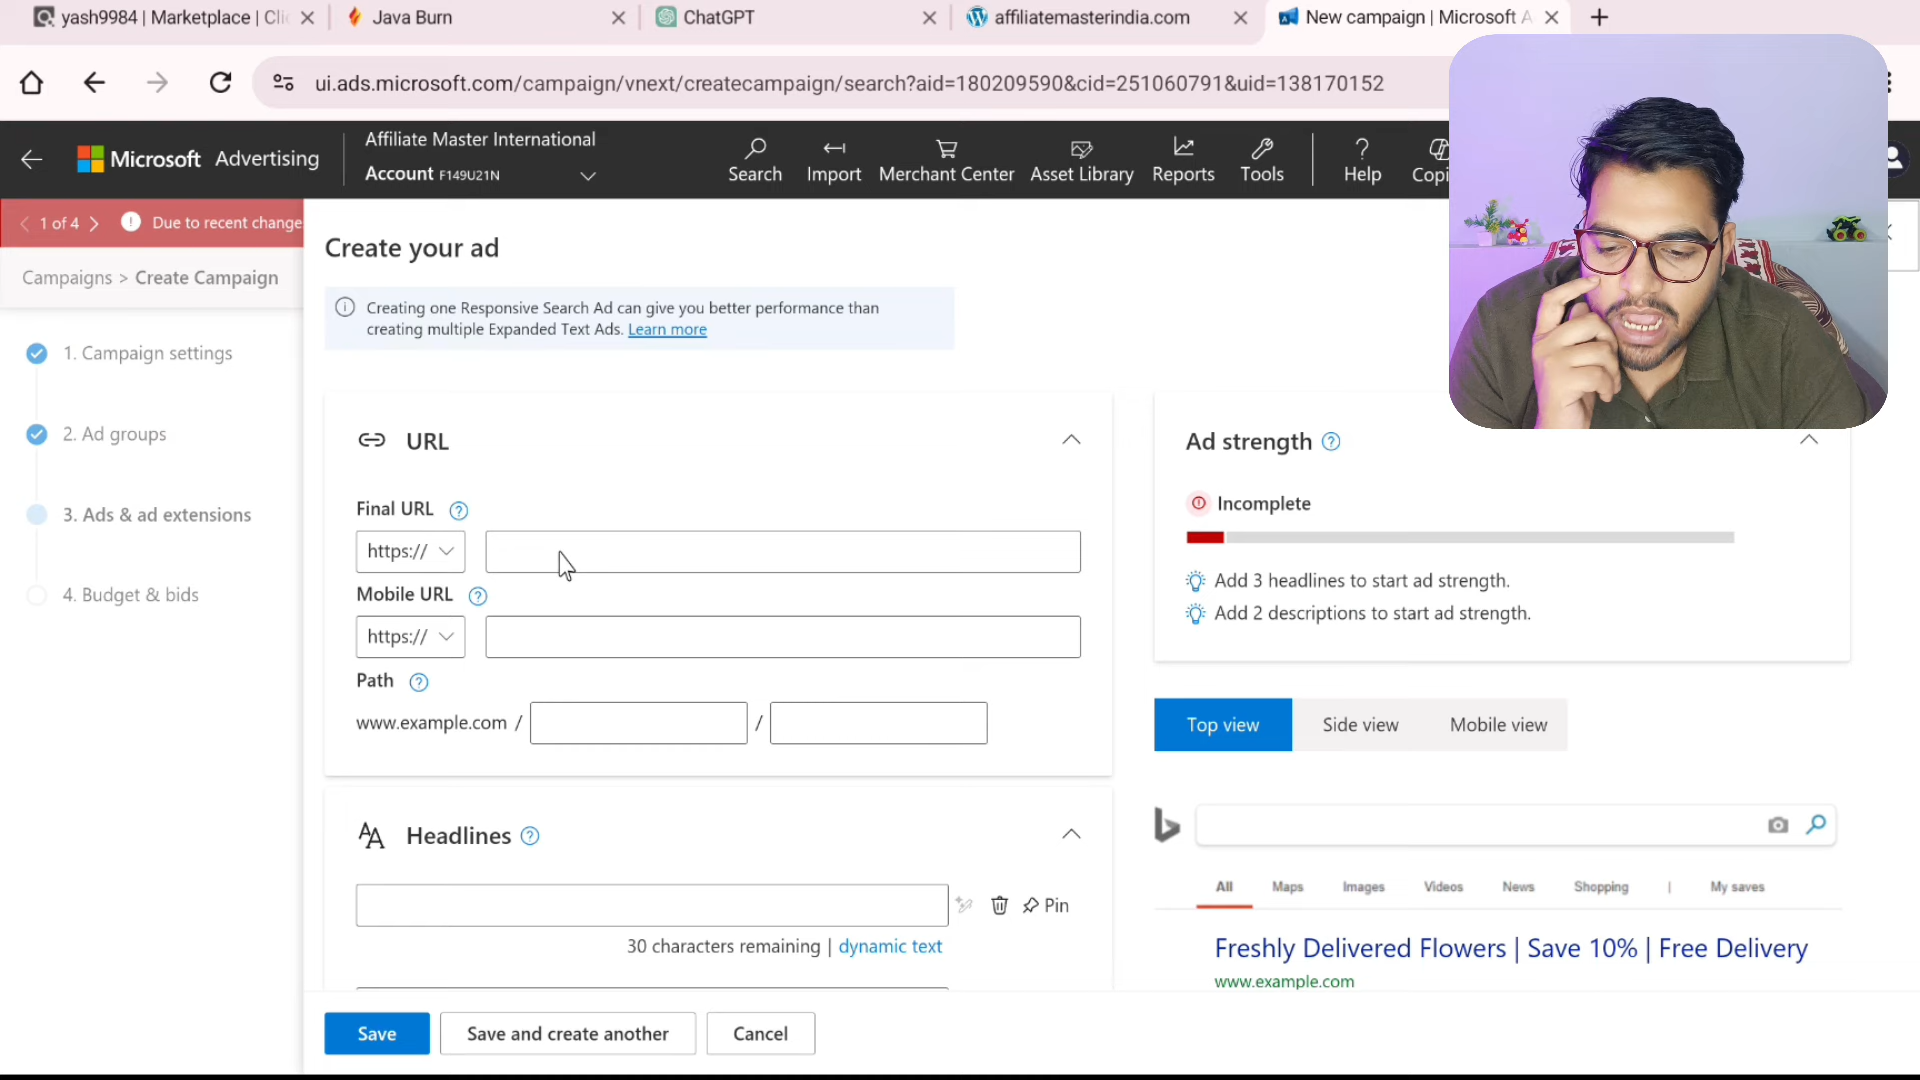 yash9984 | Marketplace | Clic
Java Burn
ChatGPT
affiliatemasterindia.com
New campaign | Microsoft A
ui.ads.microsoft.com/campaign/vnext/createcampaign/search?aid=180209590&cid=251060791&uid=138170152
Microsoft Advertising
Affiliate Master International
Account F149U21N
Search
Import
Merchant Center
Asset Library
Reports
Tools
Help
Copi
1 of 4
Due to recent change
Campaigns > Create Campaign
1. Campaign settings
2. Ad groups
3. Ads & ad extensions
4. Budget & bids
Create your ad
Creating one Responsive Search Ad can give you better performance than
creating multiple Expanded Text Ads. Learn more
URL
Final URL
https://
Mobile URL
https://
Path
www.example.com / /
Headlines
Pin
30 characters remaining | dynamic text
Save
Save and create another
Cancel
Ad strength
Incomplete
Add 3 headlines to start ad strength.
Add 2 descriptions to start ad strength.
Top view
Side view
Mobile view
All
Maps
Images
Videos
News
Shopping
|
My saves
Freshly Delivered Flowers | Save 10% | Free Delivery
www.example.com